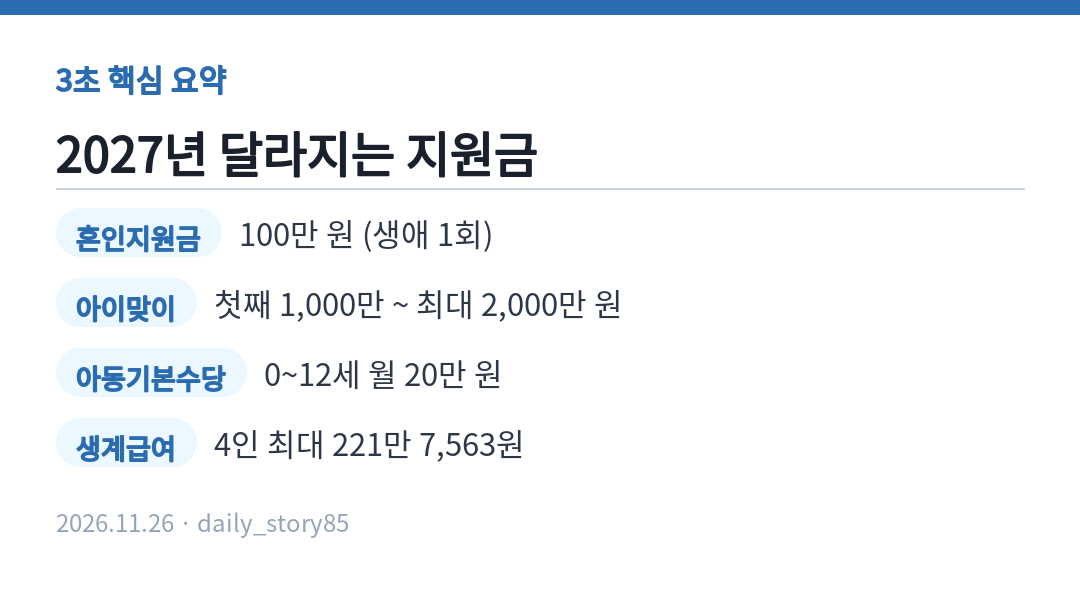 3초 핵심 요약
2027년 달라지는 지원금
혼인지원금 100만 원 (생애 1회)
아이맞이 첫째 1,000만 ~ 최대 2,000만 원
아동기본수당 0~12세 월 20만 원
생계급여 4인 최대 221만 7,563원
2026.11.26 · daily_story85